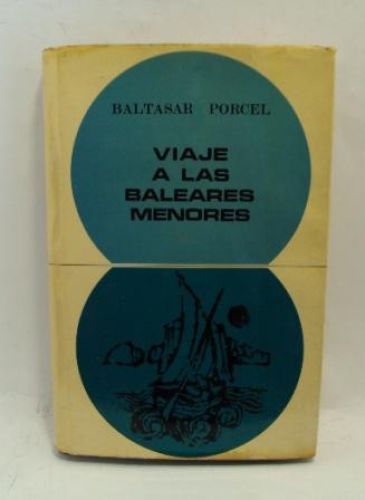 BALTASAR PORCEL
VIAJE
A LAS
BALEARES
MENORES